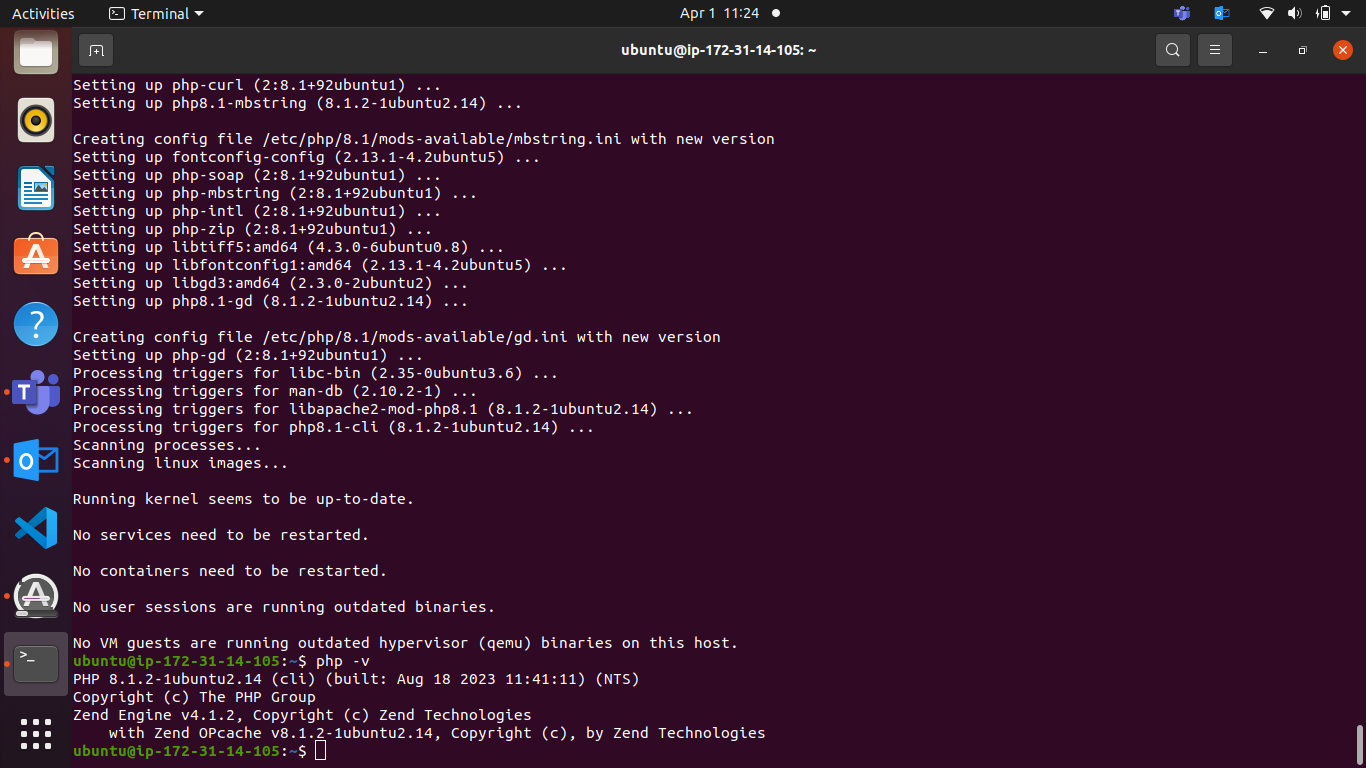 Activities
Terminal
Apr 1 11:24
ubuntu@ip-172-31-14-105: ~
Setting up php-curl (2:8.1+92ubuntu1) ...
Setting up php8.1-mbstring (8.1.2-1ubuntu2.14) ...
Creating config file /etc/php/8.1/mods-available/mbstring.ini with new version
Setting up fontconfig-config (2.13.1-4.2ubuntu5) ...
Setting up php-soap (2:8.1+92ubuntu1) ...
Setting up php-mbstring (2:8.1+92ubuntu1) ...
Setting up php-intl (2:8.1+92ubuntu1) ...
Setting up php-zip (2:8.1+92ubuntu1) ...
Setting up libtiff5:amd64 (4.3.0-6ubuntu0.8) ...
Setting up libfontconfig1:amd64 (2.13.1-4.2ubuntu5) ...
Setting up libgd3:amd64 (2.3.0-2ubuntu2) ...
Setting up php8.1-gd (8.1.2-1ubuntu2.14) ...
Creating config file /etc/php/8.1/mods-available/gd.ini with new version
Setting up php-gd (2:8.1+92ubuntu1) ...
Processing triggers for libc-bin (2.35-0ubuntu3.6) ...
Processing triggers for man-db (2.10.2-1) ...
Processing triggers for libapache2-mod-php8.1 (8.1.2-1ubuntu2.14) ...
Processing triggers for php8.1-cli (8.1.2-1ubuntu2.14) ...
Scanning processes...
Scanning linux images...
Running kernel seems to be up-to-date.
No services need to be restarted.
No containers need to be restarted.
No user sessions are running outdated binaries.
No VM guests are running outdated hypervisor (qemu) binaries on this host.
ubuntu@ip-172-31-14-105:~$ php -v
PHP 8.1.2-1ubuntu2.14 (cli) (built: Aug 18 2023 11:41:11) (NTS)
Copyright (c) The PHP Group
Zend Engine v4.1.2, Copyright (c) Zend Technologies
    with Zend OPcache v8.1.2-1ubuntu2.14, Copyright (c), by Zend Technologies
ubuntu@ip-172-31-14-105:~$